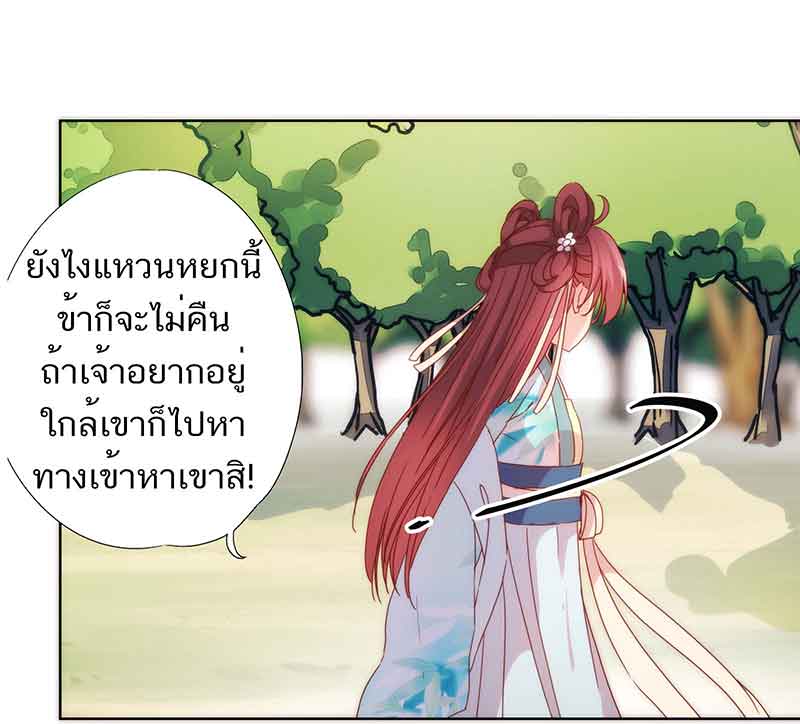 ยังไงแหวนหยกนี้
ข้าก็จะไม่คืน
ถ้าเจ้าอยากอยู่
ใกล้เขาก็ไปหา
ทางเข้าหาเขาสิ!